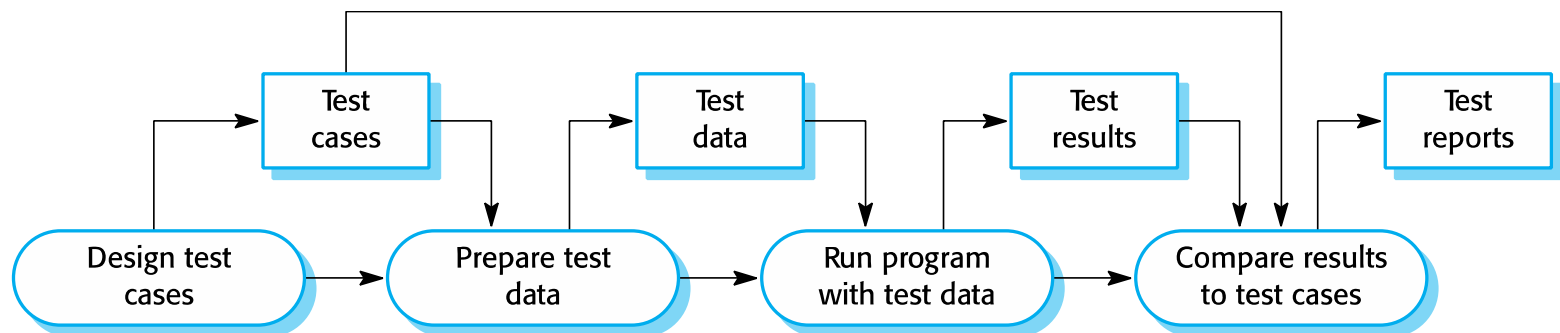 Test
cases
Test
data
Test
results
Test
reports
Design test
cases
Prepare test
data
Run program
with test data
Compare results
to test cases